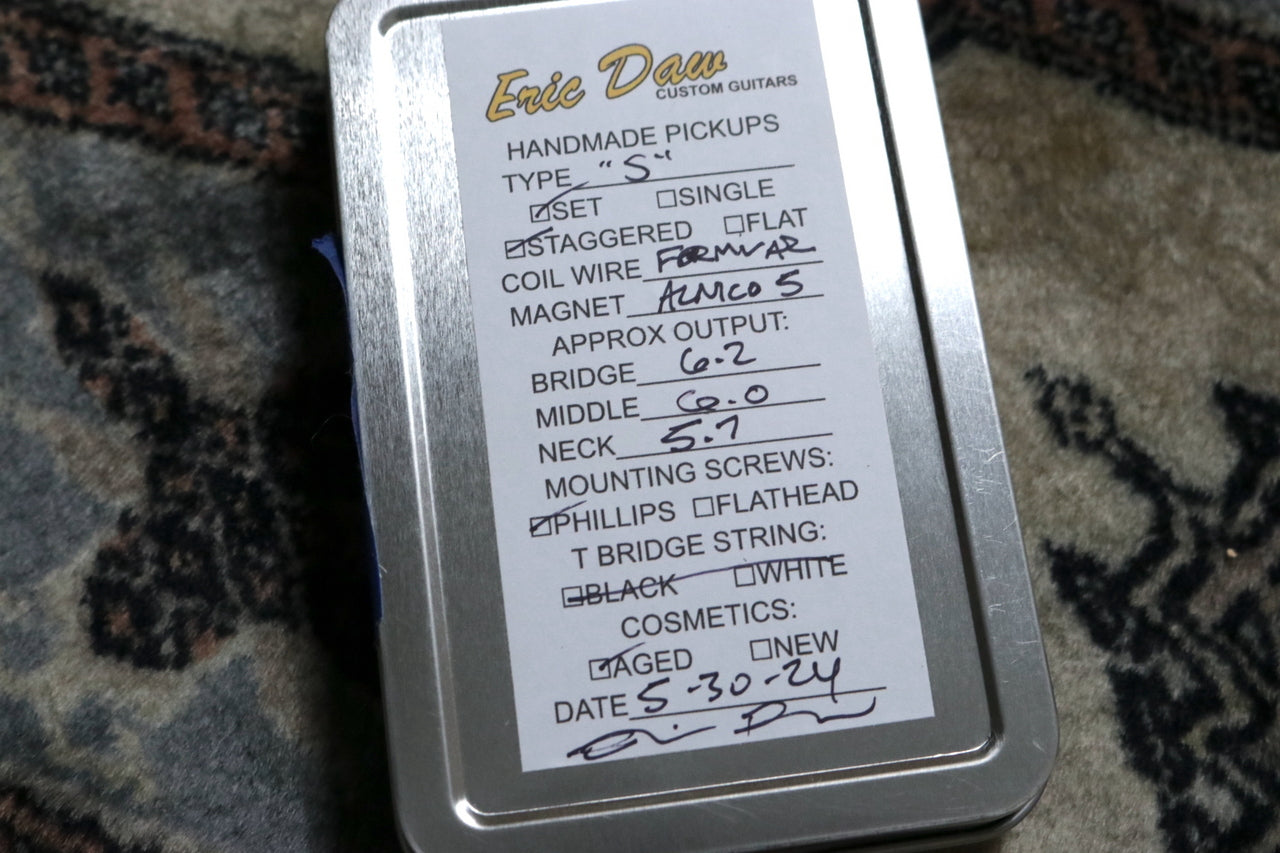 Eric Daw
CUSTOM GUITARS
HANDMADE PICKUPS
TYPE "S"
☑SET ☐SINGLE
☑STAGGERED ☐FLAT
COIL WIRE FORMVAR
MAGNET ALNICO 5
APPROX OUTPUT:
BRIDGE 6.2
MIDDLE 6.0
NECK 5.7
MOUNTING SCREWS:
☑PHILLIPS ☐FLATHEAD
T BRIDGE STRING:
☐BLACK ☐WHITE
COSMETICS:
☑AGED ☐NEW
DATE 5-30-24